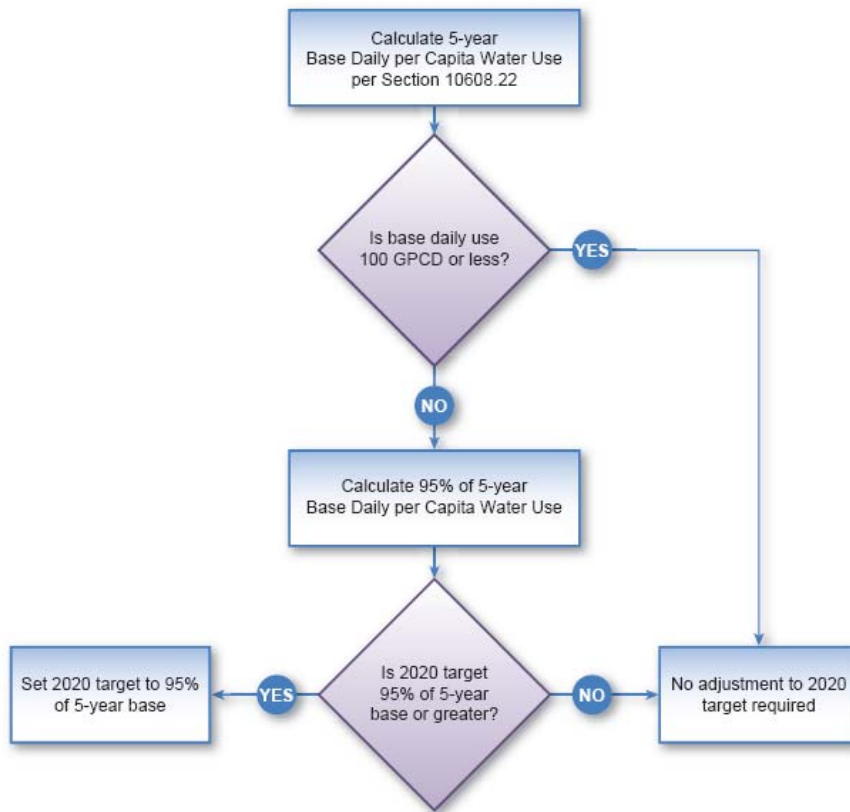 Calculate 5-year
Base Daily per Capita Water Use
per Section 10608.22
Is base daily use
100 GPCD or less?
YES
NO
Calculate 95% of 5-year
Base Daily per Capita Water Use
Is 2020 target
95% of 5-year
base or greater?
YES
NO
Set 2020 target to 95%
of 5-year base
No adjustment to 2020
target required